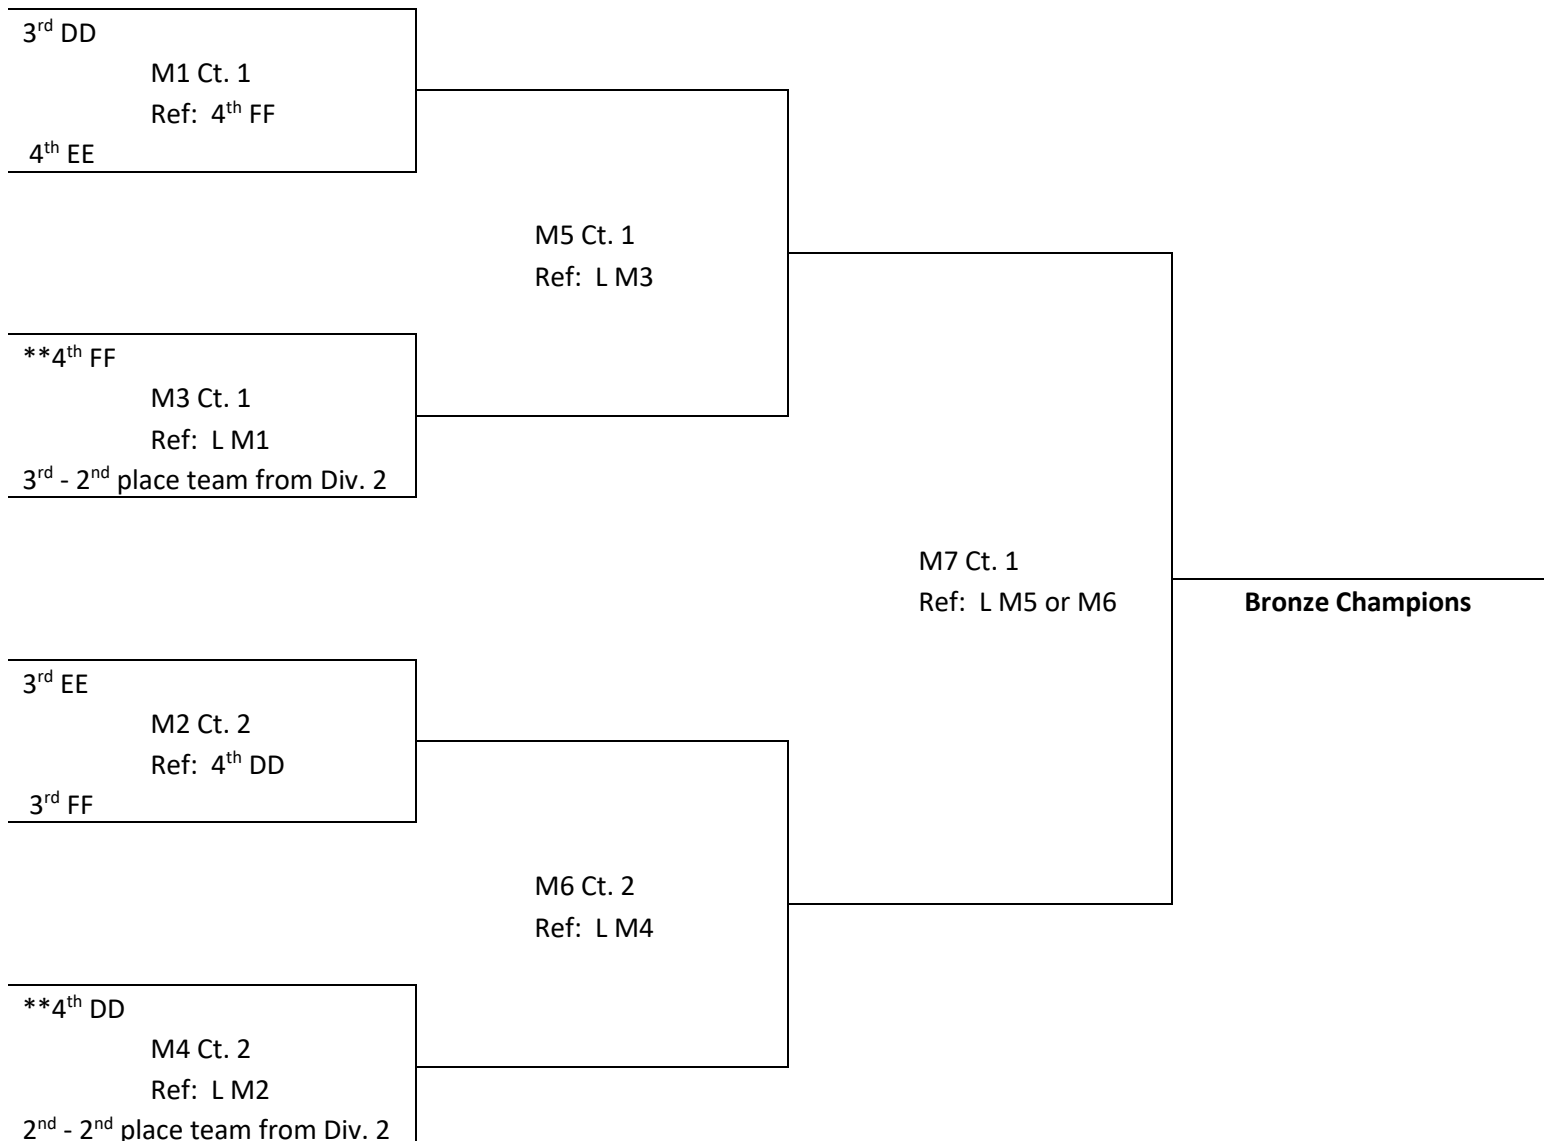 3rd DD
M1 Ct. 1
Ref: 4th FF
4th EE
M5 Ct. 1
Ref: L M3
**4th FF
M3 Ct. 1
Ref: L M1
3rd - 2nd place team from Div. 2
M7 Ct. 1
Ref: L M5 or M6
Bronze Champions
3rd EE
M2 Ct. 2
Ref: 4th DD
3rd FF
M6 Ct. 2
Ref: L M4
**4th DD
M4 Ct. 2
Ref: L M2
2nd - 2nd place team from Div. 2